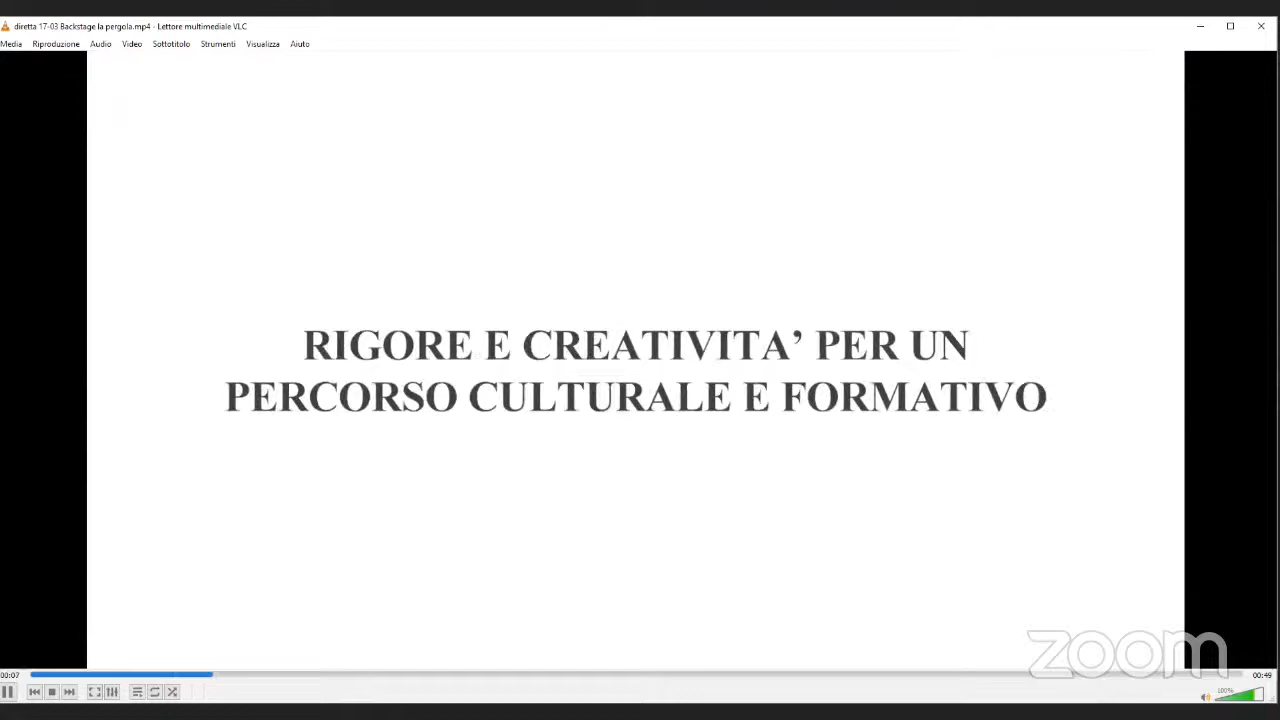 diretta 17-03 Backstage la pergola.mp4 - Lettore multimediale VLC
Media Riproduzione Audio Video Sottotitolo Strumenti Visualizza Aiuto
RIGORE E CREATIVITA’ PER UN
PERCORSO CULTURALE E FORMATIVO
zoom
00:07 00:49
100%